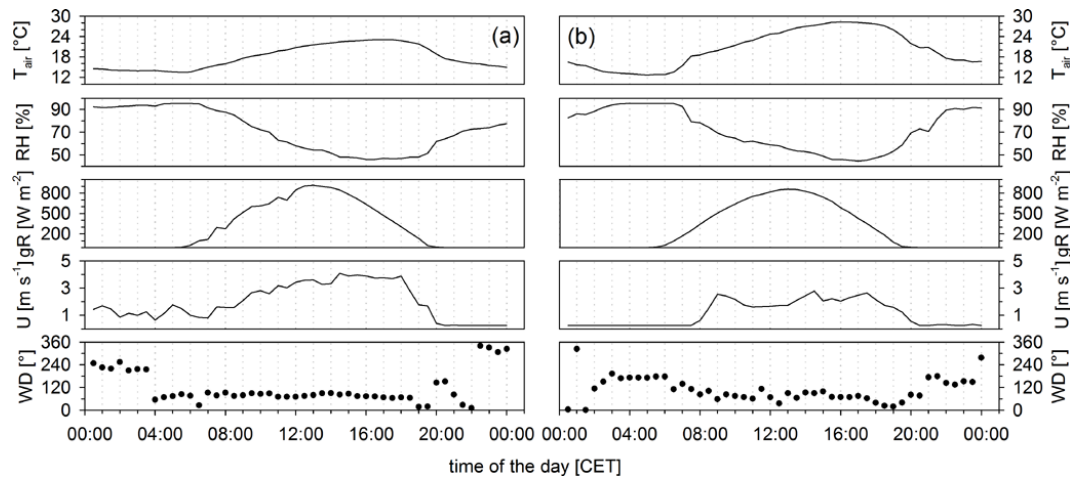 30
24
18
12
T_air [°C]
(a)
(b)
30
24
18
12
T_air [°C]
90
70
50
RH [%]
90
70
50
RH [%]
800
500
200
gR [W m⁻²]
800
500
200
gR [W m⁻²]
5
3
1
U [m s⁻¹]
5
3
1
U [m s⁻¹]
360
240
120
0
WD [°]
360
240
120
0
WD [°]
00:00 04:00 08:00 12:00 16:00 20:00 00:00 00:00 04:00 08:00 12:00 16:00 20:00 00:00
time of the day [CET]